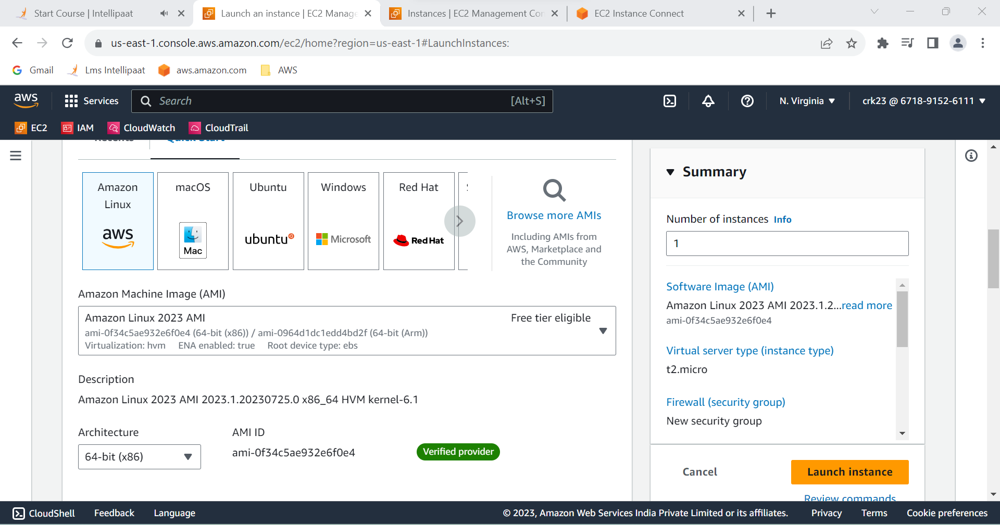 Start Course | Intellipaat
Launch an instance | EC2 Manage
Instances | EC2 Management Con
EC2 Instance Connect
us-east-1.console.aws.amazon.com/ec2/home?region=us-east-1#LaunchInstances:
Gmail
Lms Intellipaat
aws.amazon.com
AWS
aws
Services
Search
[Alt+S]
N. Virginia
crk23 @ 6718-9152-6111
EC2
IAM
CloudWatch
CloudTrail
Recents
Quick Start
Amazon
Linux
aws
macOS
Mac
Ubuntu
ubuntu
Windows
Microsoft
Red Hat
Red Hat
Browse more AMIs
Including AMIs from
AWS, Marketplace and
the Community
Amazon Machine Image (AMI)
Amazon Linux 2023 AMI
Free tier eligible
ami-0f34c5ae932e6f0e4 (64-bit (x86)) / ami-0964d1dc1edd4bd2f (64-bit (Arm))
Virtualization: hvm ENA enabled: true Root device type: ebs
Description
Amazon Linux 2023 AMI 2023.1.20230725.0 x86_64 HVM kernel-6.1
Architecture
64-bit (x86)
AMI ID
ami-0f34c5ae932e6f0e4
Verified provider
Summary
Number of instances Info
1
Software Image (AMI)
Amazon Linux 2023 AMI 2023.1.2...read more
ami-0f34c5ae932e6f0e4
Virtual server type (instance type)
t2.micro
Firewall (security group)
New security group
Cancel
Launch instance
Review commands
CloudShell
Feedback
Language
© 2023, Amazon Web Services India Private Limited or its affiliates.
Privacy
Terms
Cookie preferences